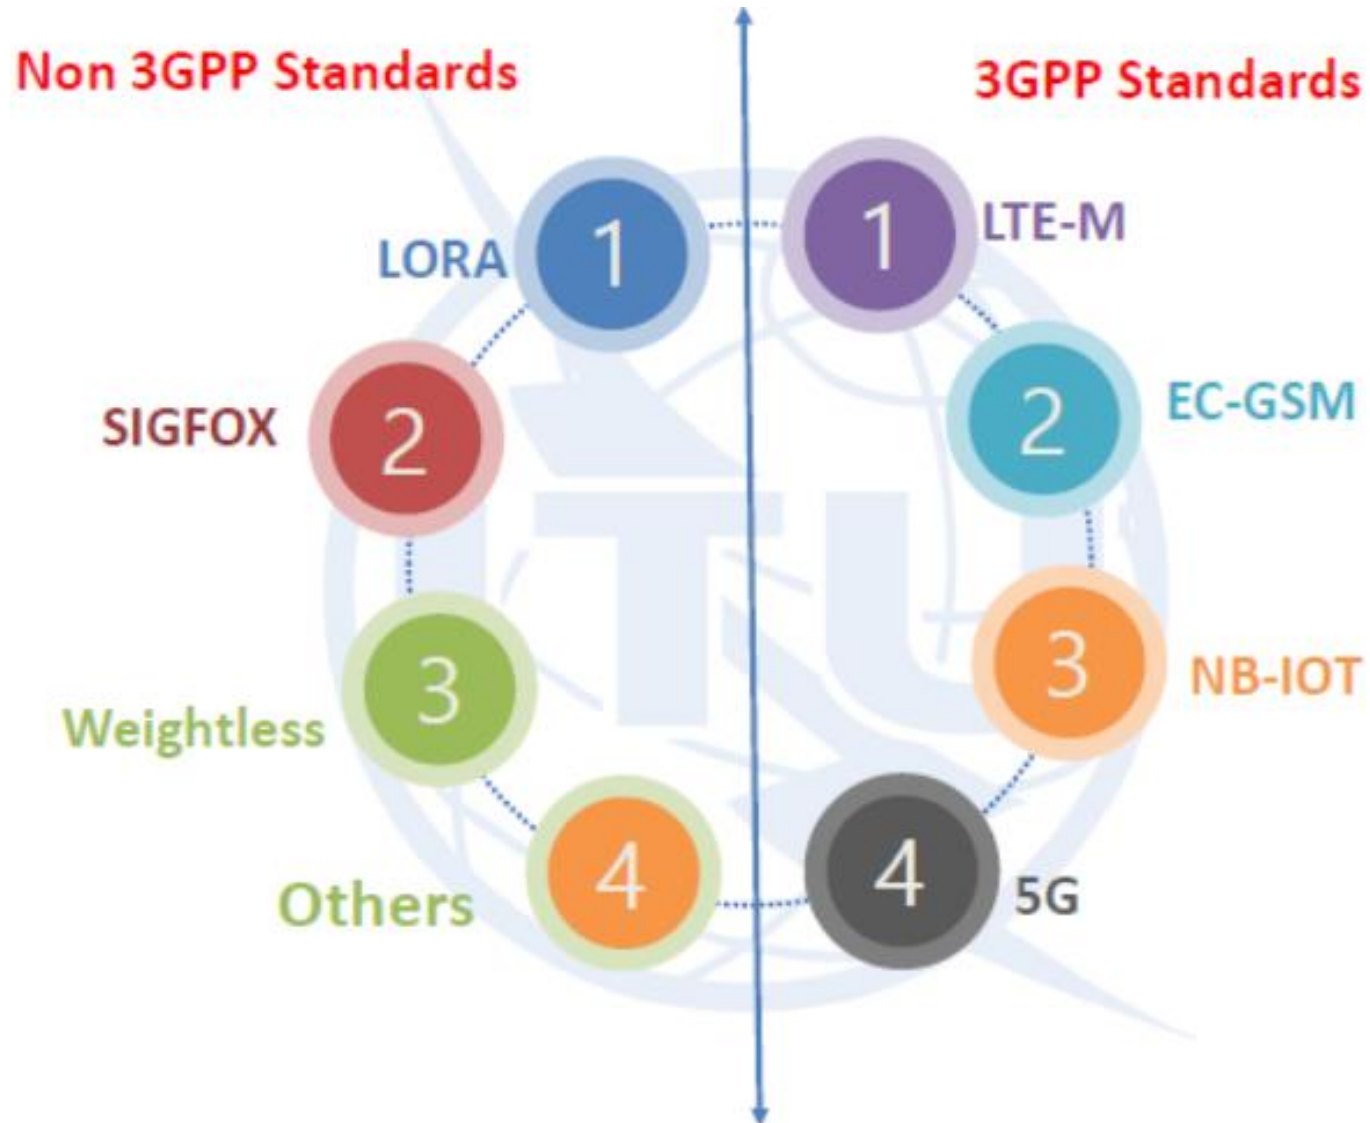 Non 3GPP Standards
3GPP Standards
LORA
1
SIGFOX
2
Weightless
3
Others
4
1
LTE-M
2
EC-GSM
3
NB-IOT
4
5G
ITU